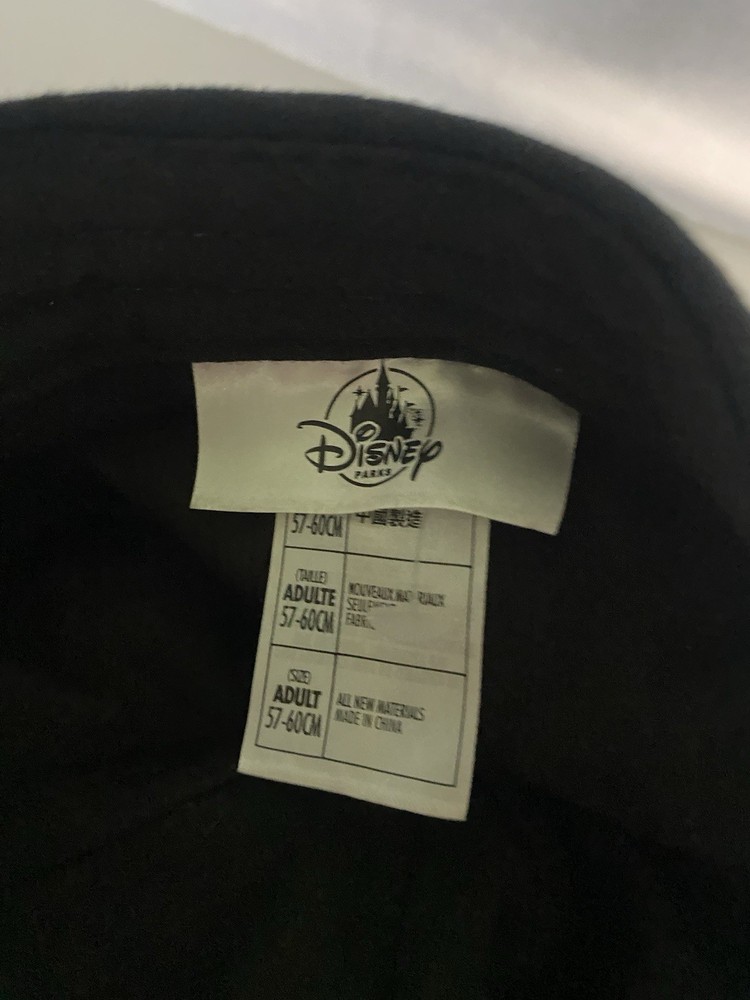 Disney
PARKS
57-60CM
中國製造
(TAILLE)
ADULTE
57-60CM
NOUVEAUX
(SIZE)
ADULT
57-60CM
ALL NEW MATERIALS
MADE IN CHINA